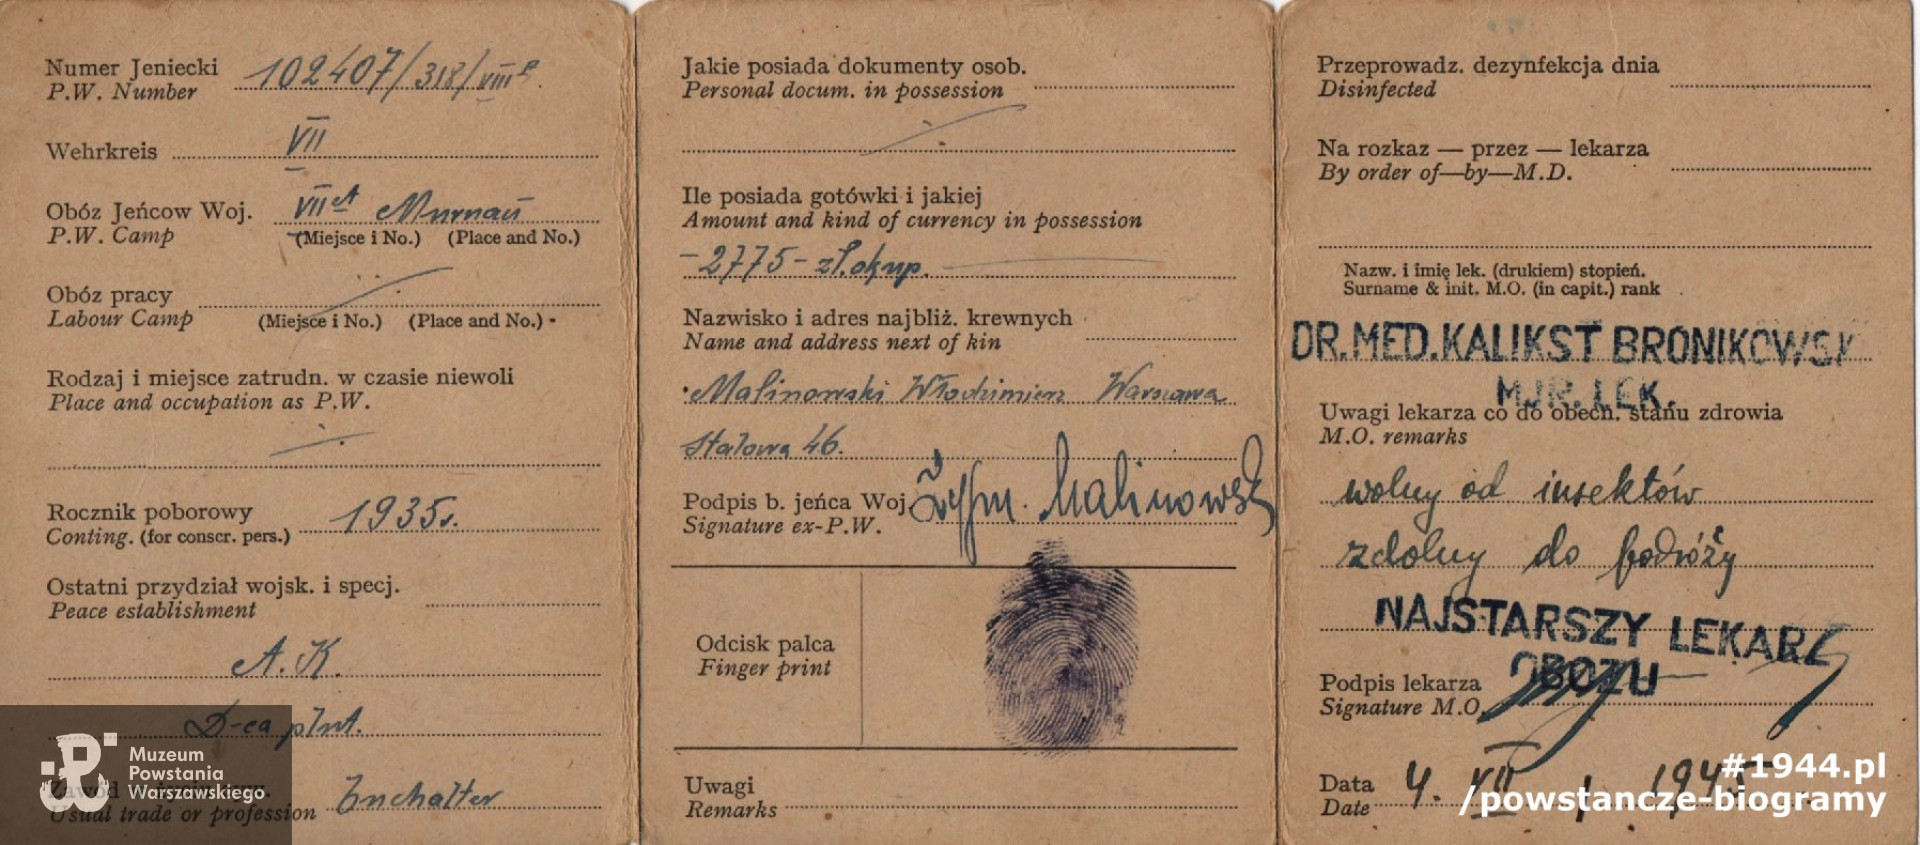 Numer Jeniecki 102407/318/VIII
P.W. Number
Wehrkreis VII
Obóz Jeńcow Woj. VII A Murnau
P.W. Camp (Miejsce i No.) (Place and No.)
Obóz pracy
Labour Camp (Miejsce i No.) (Place and No.)
Rodzaj i miejsce zatrudn. w czasie niewoli
Place and occupation as P.W.
Rocznik poborowy 1935r.
Conting. (for conscr. pers.)
Ostatni przydział wojsk. i specj.
Peace establishment
A.K.
D-ca plut.
Zawód
Usual trade or profession buchalter
Muzeum
Powstania
Warszawskiego
Jakie posiada dokumenty osob.
Personal docum. in possession
Ile posiada gotówki i jakiej
Amount and kind of currency in possession
-2775- zł. okup.
Nazwisko i adres najbliż. krewnych
Name and address next of kin
Malinowski Włodzimierz Warszawa
Stalowa 46.
Podpis b. jeńca Woj. Zygm. Malinowski
Signature ex-P.W.
Odcisk palca
Finger print
Uwagi
Remarks
Przeprowadz. dezynfekcja dnia
Disinfected
Na rozkaz — przez — lekarza
By order of—by—M.D.
Nazw. i imię lek. (drukiem) stopień.
Surname & init. M.O. (in capit.) rank
DR. MED. KALIKST BRONIKOWSKI
MJR. LEK.
Uwagi lekarza co do obecn. stanu zdrowia
M.O. remarks
wolny od insektów
zdolny do podróży
NAJSTARSZY LEKARZ
OBOZU
Podpis lekarza
Signature M.O.
Data 4. VII 1945
Date
#1944.pl
/powstancze-biogramy